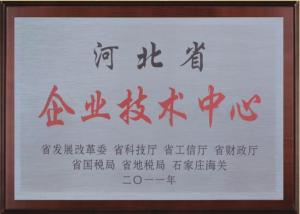 河北省
企业技术中心
省发展改革委 省科技厅 省工信厅 省财政厅
省国税局 省地税局 石家庄海关
二〇一一年